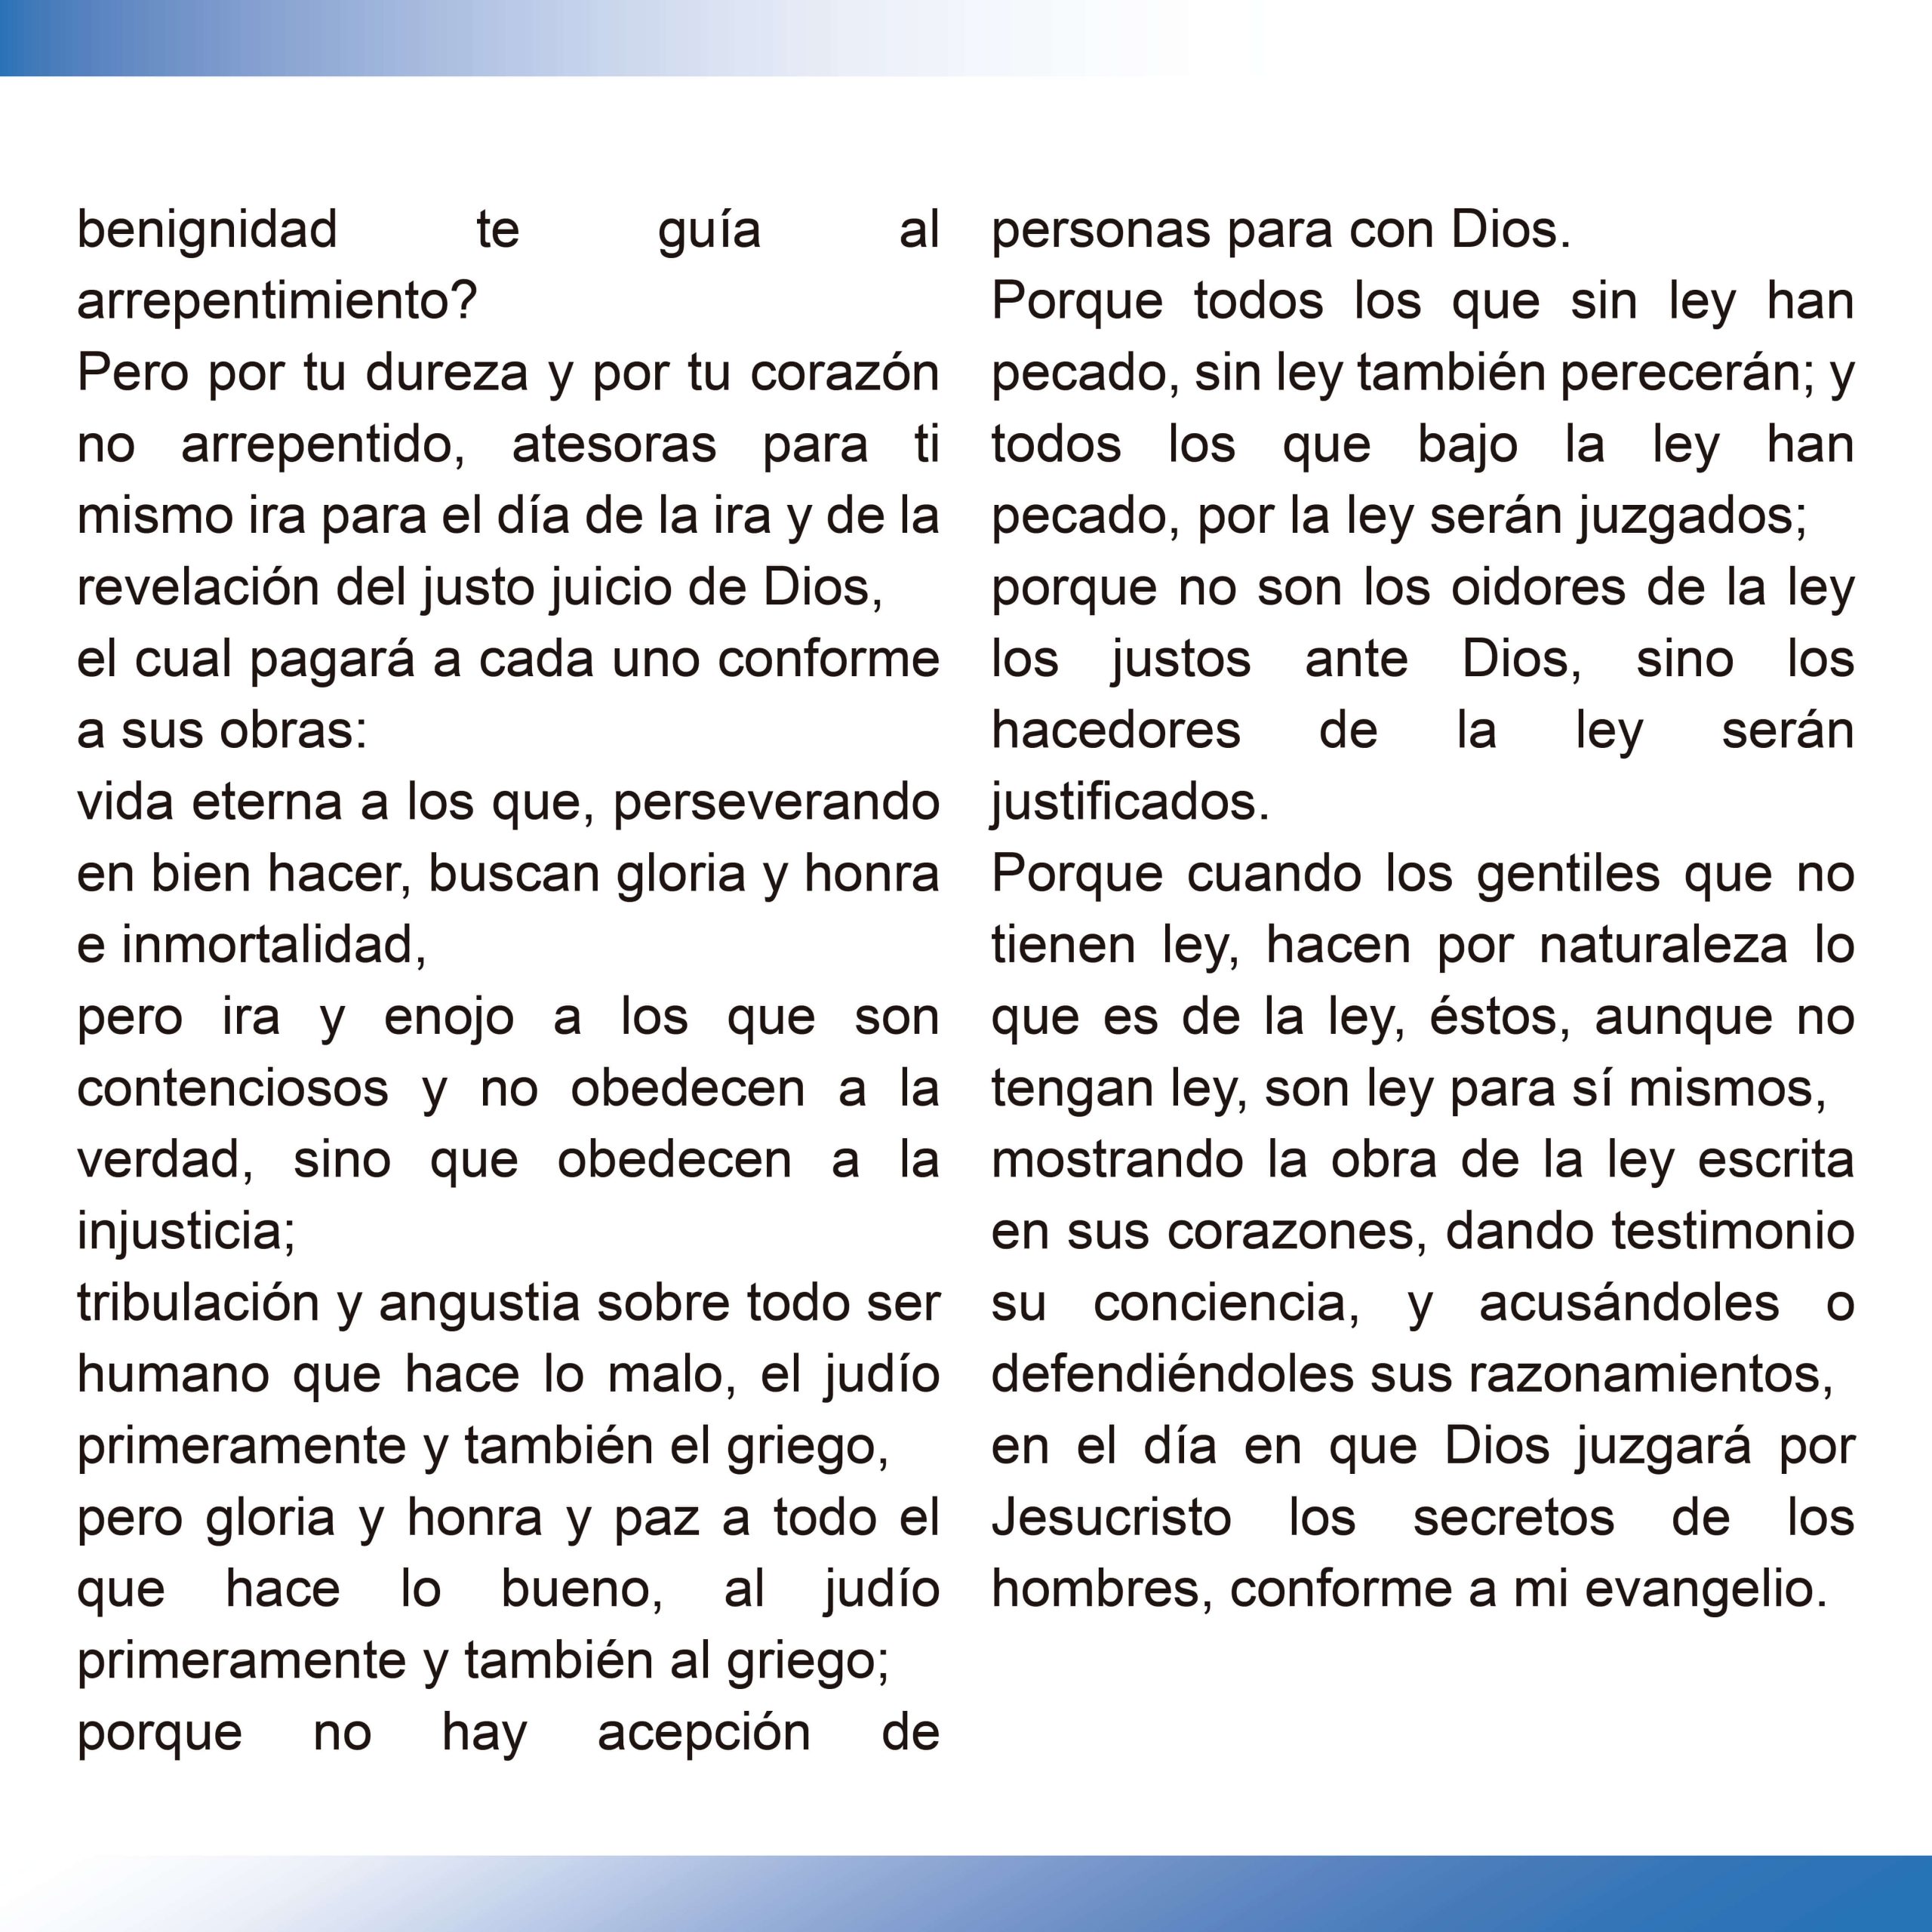 benignidad te guía al
arrepentimiento?
Pero por tu dureza y por tu corazón
no arrepentido, atesoras para ti
mismo ira para el día de la ira y de la
revelación del justo juicio de Dios,
el cual pagará a cada uno conforme
a sus obras:
vida eterna a los que, perseverando
en bien hacer, buscan gloria y honra
e inmortalidad,
pero ira y enojo a los que son
contenciosos y no obedecen a la
verdad, sino que obedecen a la
injusticia;
tribulación y angustia sobre todo ser
humano que hace lo malo, el judío
primeramente y también el griego,
pero gloria y honra y paz a todo el
que hace lo bueno, al judío
primeramente y también al griego;
porque no hay acepción de
personas para con Dios.
Porque todos los que sin ley han
pecado, sin ley también perecerán; y
todos los que bajo la ley han
pecado, por la ley serán juzgados;
porque no son los oidores de la ley
los justos ante Dios, sino los
hacedores de la ley serán
justificados.
Porque cuando los gentiles que no
tienen ley, hacen por naturaleza lo
que es de la ley, éstos, aunque no
tengan ley, son ley para sí mismos,
mostrando la obra de la ley escrita
en sus corazones, dando testimonio
su conciencia, y acusándoles o
defendiéndoles sus razonamientos,
en el día en que Dios juzgará por
Jesucristo los secretos de los
hombres, conforme a mi evangelio.